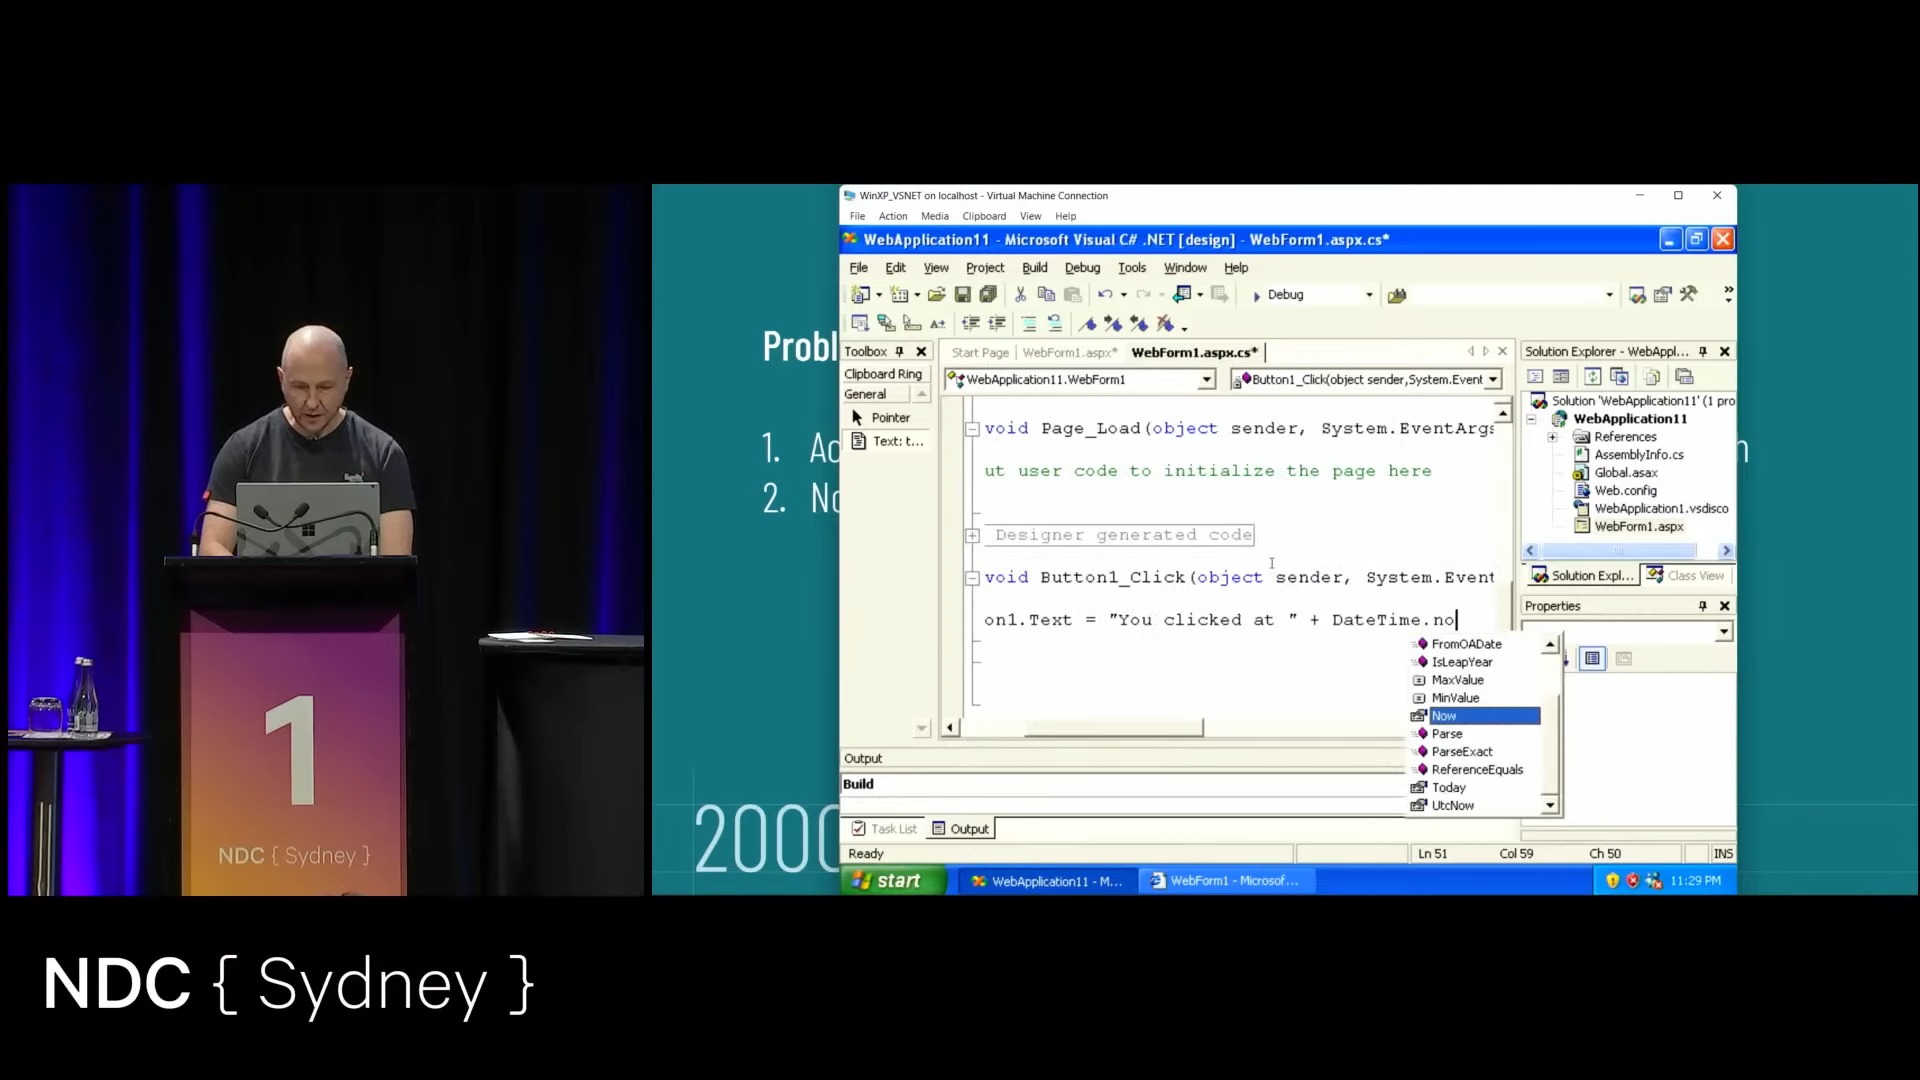 WinXP_VSNET on localhost - Virtual Machine Connection
File Action Media Clipboard View Help
WebApplication11 - Microsoft Visual C# .NET [design] - WebForm1.aspx.cs*
File Edit View Project Build Debug Tools Window Help
Debug
Toolbox
Clipboard Ring
General
Pointer
Text: t...
Start Page WebForm1.aspx* WebForm1.aspx.cs*
WebApplication11.WebForm1
Button1_Click(object sender,System.Event
void Page_Load(object sender, System.EventArgs
ut user code to initialize the page here
Designer generated code
void Button1_Click(object sender, System.Event
on1.Text = "You clicked at " + DateTime.no
FromOADate
IsLeapYear
MaxValue
MinValue
Now
Parse
ParseExact
ReferenceEquals
Today
UtcNow
Solution Explorer - WebAppl...
Solution 'WebApplication11' (1 pro
WebApplication11
References
AssemblyInfo.cs
Global.asax
Web.config
WebApplication1.vsdisco
WebForm1.aspx
Solution Expl... Class View
Properties
Output
Build
Task List Output
Ready Ln 51 Col 59 Ch 50 INS
start WebApplication11 - M... WebForm1 - Microsof... 11:29 PM
Probl
1. Ac
2. No
n
2000
1
NDC { Sydney }
NDC { Sydney }